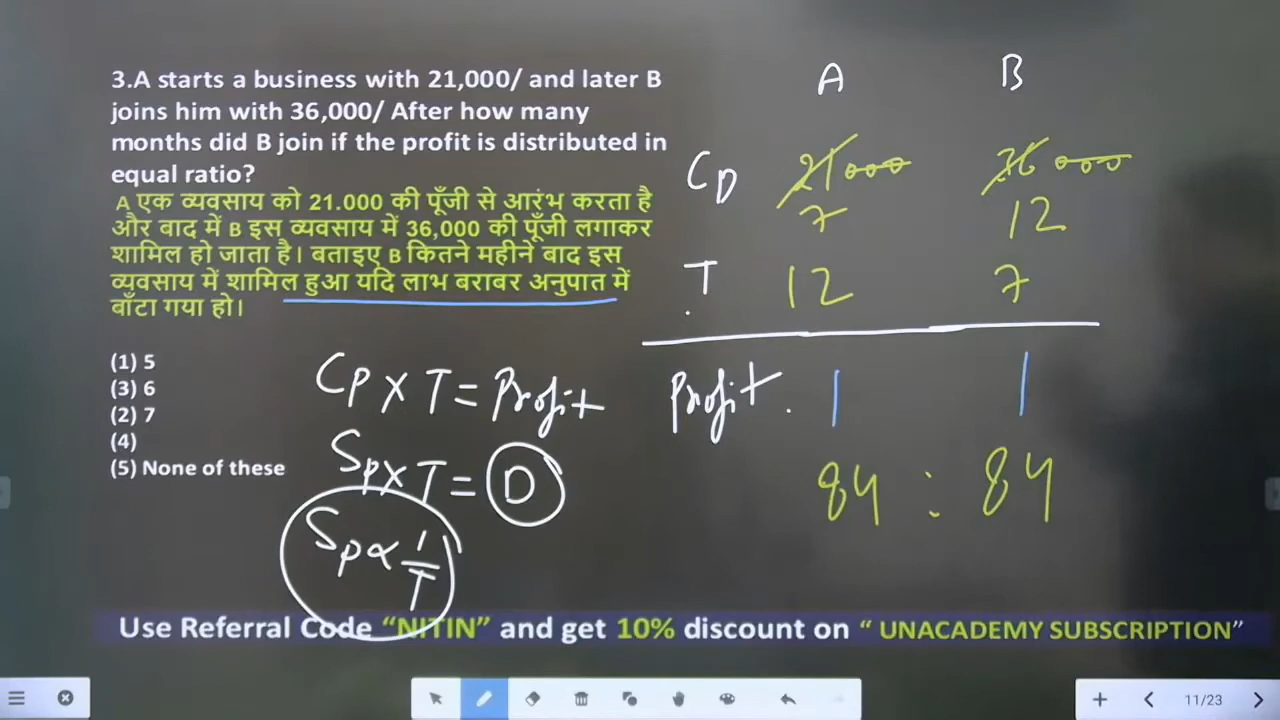 3.A starts a business with 21,000/ and later B
joins him with 36,000/ After how many
months did B join if the profit is distributed in
equal ratio?
A एक व्यवसाय को 21.000 की पूँजी से आरंभ करता है
और बाद में B इस व्यवसाय में 36,000 की पूँजी लगाकर
शामिल हो जाता है। बताइए B कितने महीने बाद इस
व्यवसाय में शामिल हुआ यदि लाभ बराबर अनुपात में
बाँटा गया हो।
(1) 5
(3) 6
(2) 7
(4)
(5) None of these
CP X T = Profit
SP X T = D
SP ∝ 1/T
A B
CP 21000 36000
7 12
T 12 7
Profit. 1 1
84 : 84
Use Referral Code “NITIN” and get 10% discount on “ UNACADEMY SUBSCRIPTION”
11/23